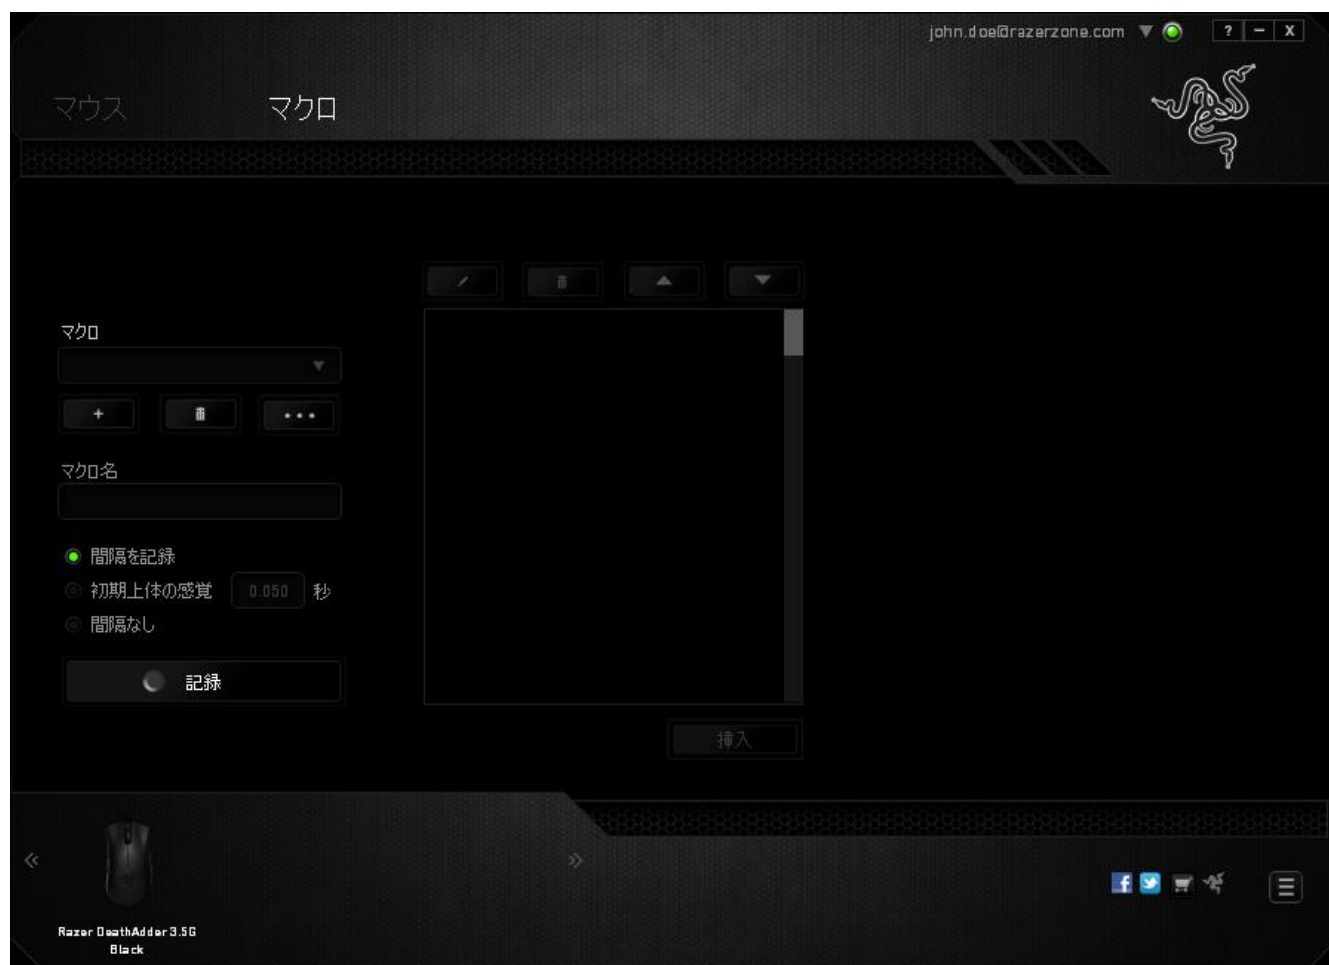 john.doe@razerzone.com
? – X
マウス マクロ
マクロ
マクロ名
間隔を記録
初期上体の感覚 0.050 秒
間隔なし
記録
挿入
Razer DeathAdder 3.5G
Black